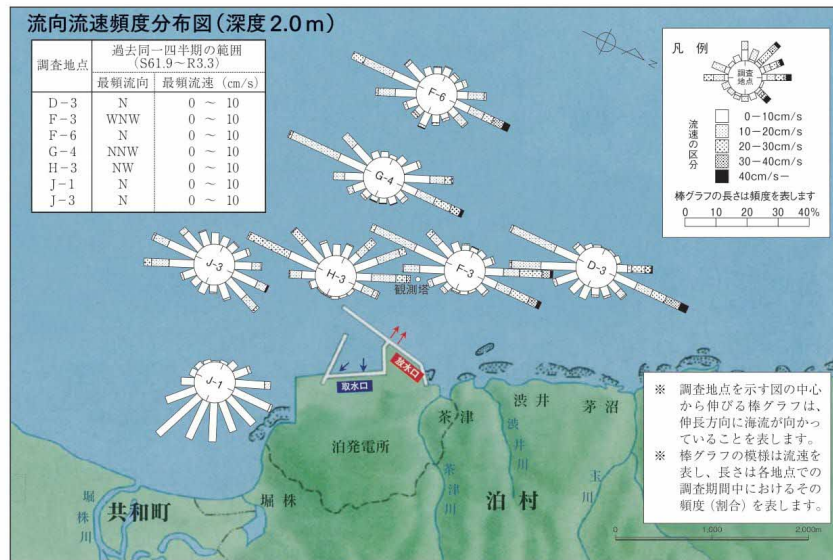 流向流速頻度分布図(深度2.0m)
調査地点 過去同一四半期の範囲
(S61.9～R3.3)
最頻流向 最頻流速 (cm/s)
D-3 N 0 ～ 10
F-3 WNW 0 ～ 10
F-6 N 0 ～ 10
G-4 NNW 0 ～ 10
H-3 NW 0 ～ 10
J-1 N 0 ～ 10
J-3 N 0 ～ 10
N
凡 例
調査
地点
流速の区分
0-10cm/s
10-20cm/s
20-30cm/s
30-40cm/s
40cm/s-
棒グラフの長さは頻度を表します
0 10 20 30 40%
F-6
G-4
J-3
H-3
F-3
D-3
観測塔
J-1
取水口
放水口
泊発電所
茶津
渋井
茅沼
渋井川
茶津川
玉川
泊村
堀株
堀株川
共和町
※ 調査地点を示す図の中心
から伸びる棒グラフは、
伸長方向に海流が向かっ
ていることを表します。
※ 棒グラフの模様は流速を
表し、長さは各地点での
調査期間中におけるその
頻度(割合)を表します。
0 1,000 2,000m